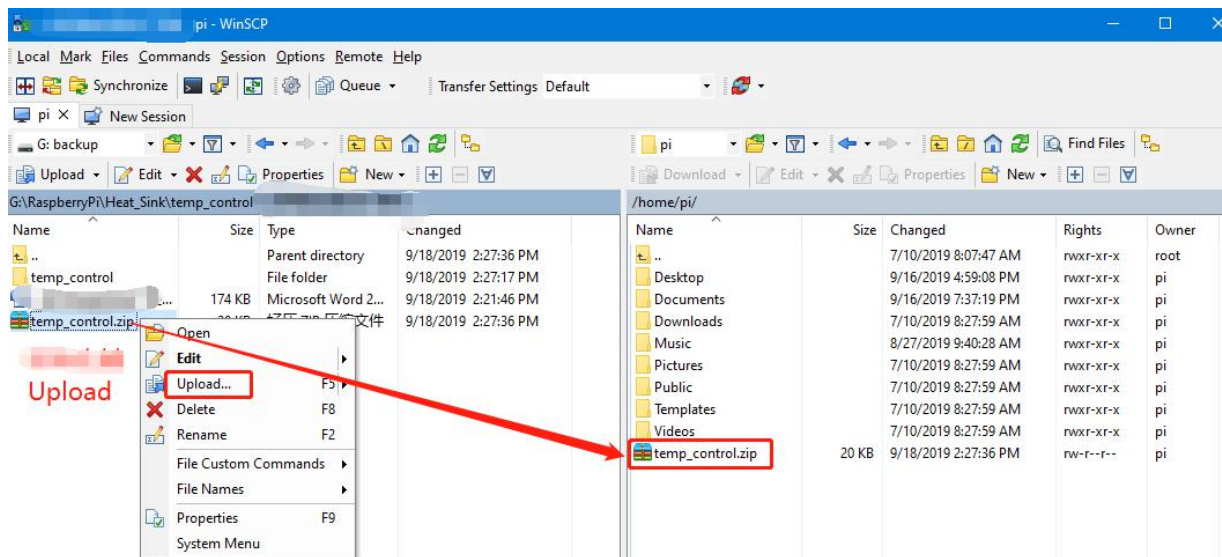 pi - WinSCP
Local Mark Files Commands Session Options Remote Help
Synchronize Queue Transfer Settings Default
pi New Session
G: backup pi Find Files
Upload Edit Properties New Download Edit Properties New
G:\RaspberryPi\Heat_Sink\temp_control /home/pi/
Name Size Type Changed Name Size Changed Rights Owner
.. Parent directory 9/18/2019 2:27:36 PM .. 7/10/2019 8:07:47 AM rwxr-xr-x root
temp_control File folder 9/18/2019 2:27:17 PM Desktop 9/16/2019 4:59:08 PM rwxr-xr-x pi
174 KB Microsoft Word 2... 9/18/2019 2:21:46 PM Documents 9/16/2019 7:37:19 PM rwxr-xr-x pi
temp_control.zip ZIP 9/18/2019 2:27:36 PM Downloads 7/10/2019 8:27:59 AM rwxr-xr-x pi
Open Music 8/27/2019 9:40:28 AM rwxr-xr-x pi
Edit Pictures 7/10/2019 8:27:59 AM rwxr-xr-x pi
Upload Upload... F5 Public 7/10/2019 8:27:59 AM rwxr-xr-x pi
Delete F8 Templates 7/10/2019 8:27:59 AM rwxr-xr-x pi
Rename F2 Videos 7/10/2019 8:27:59 AM rwxr-xr-x pi
temp_control.zip 20 KB 9/18/2019 2:27:36 PM rw-r--r-- pi
File Custom Commands
File Names
Properties F9
System Menu